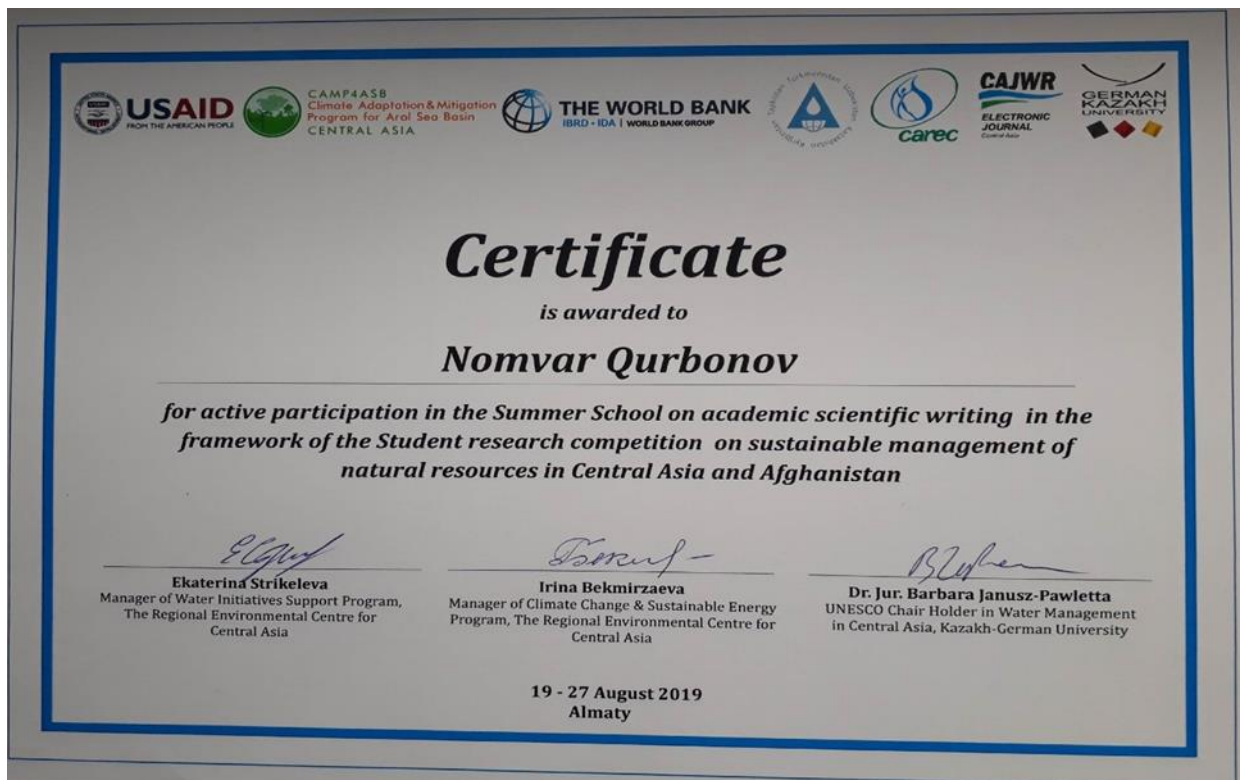 USAID
FROM THE AMERICAN PEOPLE
CAMP4ASB
Climate Adaptation & Mitigation
Program for Aral Sea Basin
CENTRAL ASIA
THE WORLD BANK
IBRD • IDA | WORLD BANK GROUP
carec
CAJWR
ELECTRONIC
JOURNAL
Central Asia
GERMAN
KAZAKH
UNIVERSITY
Certificate
is awarded to
Nomvar Qurbonov
for active participation in the Summer School on academic scientific writing in the
framework of the Student research competition on sustainable management of
natural resources in Central Asia and Afghanistan
Ekaterina Strikeleva
Manager of Water Initiatives Support Program,
The Regional Environmental Centre for
Central Asia
Irina Bekmirzaeva
Manager of Climate Change & Sustainable Energy
Program, The Regional Environmental Centre for
Central Asia
Dr. Jur. Barbara Janusz-Pawletta
UNESCO Chair Holder in Water Management
in Central Asia, Kazakh-German University
19 - 27 August 2019
Almaty